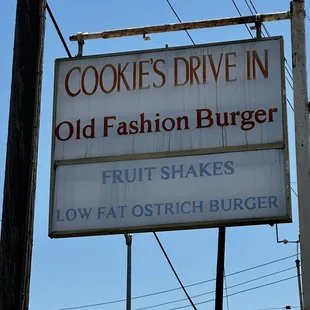 COOKIE'S DRIVE IN
Old Fashion Burger
FRUIT SHAKES
LOW FAT OSTRICH BURGER